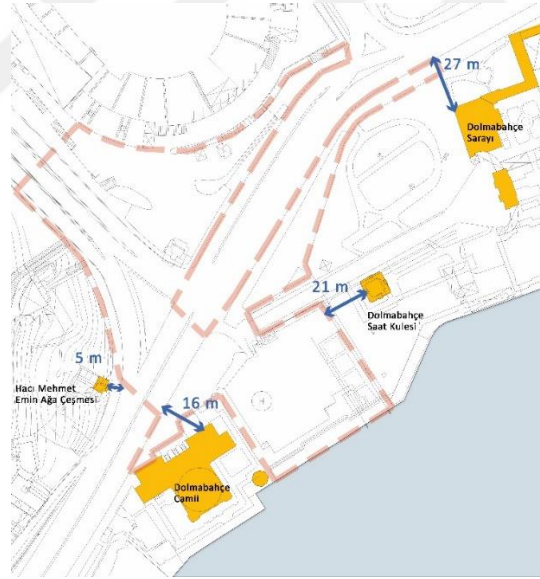 27 m
Dolmabahçe
Sarayı
21 m
Dolmabahçe
Saat Kulesi
5 m
Hacı Mehmet
Emin Ağa Çeşmesi
16 m
Dolmabahçe
Camii